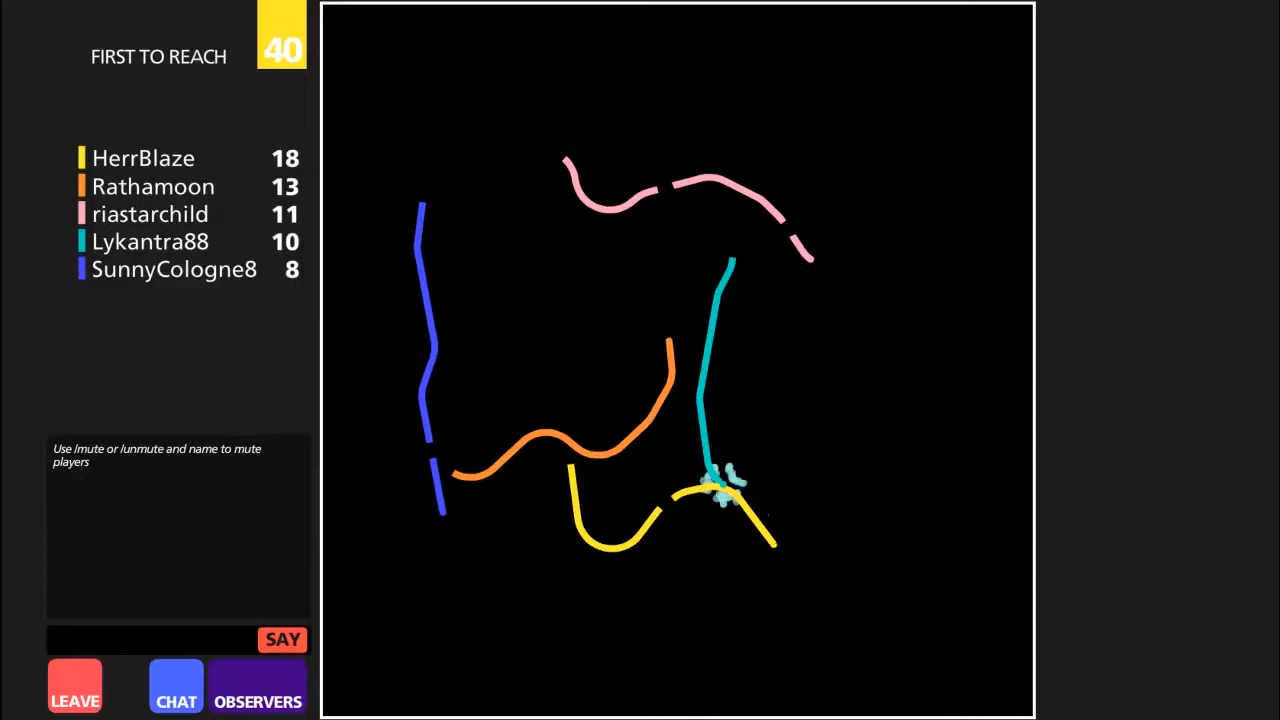 FIRST TO REACH 40
HerrBlaze 18
Rathamoon 13
riastarchild 11
Lykantra88 10
SunnyCologne8 8
Use /mute or /unmute and name to mute
players
SAY
LEAVE CHAT OBSERVERS